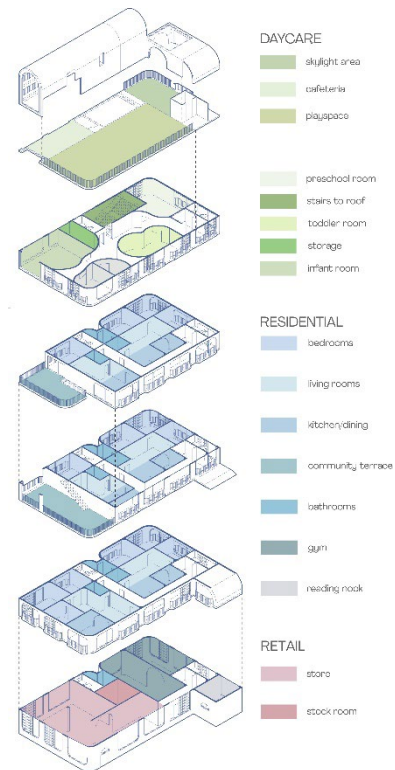 DAYCARE
skylight area
cafeteria
playspace
preschool room
stairs to roof
toddler room
storage
infant room
RESIDENTIAL
bedrooms
living rooms
kitchen/dining
community terrace
bathrooms
gym
reading nook
RETAIL
store
stock room